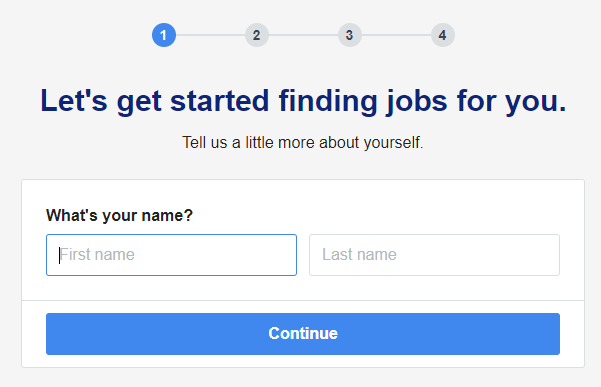 1 2 3 4
Let's get started finding jobs for you.
Tell us a little more about yourself.
What's your name?
First name Last name
Continue